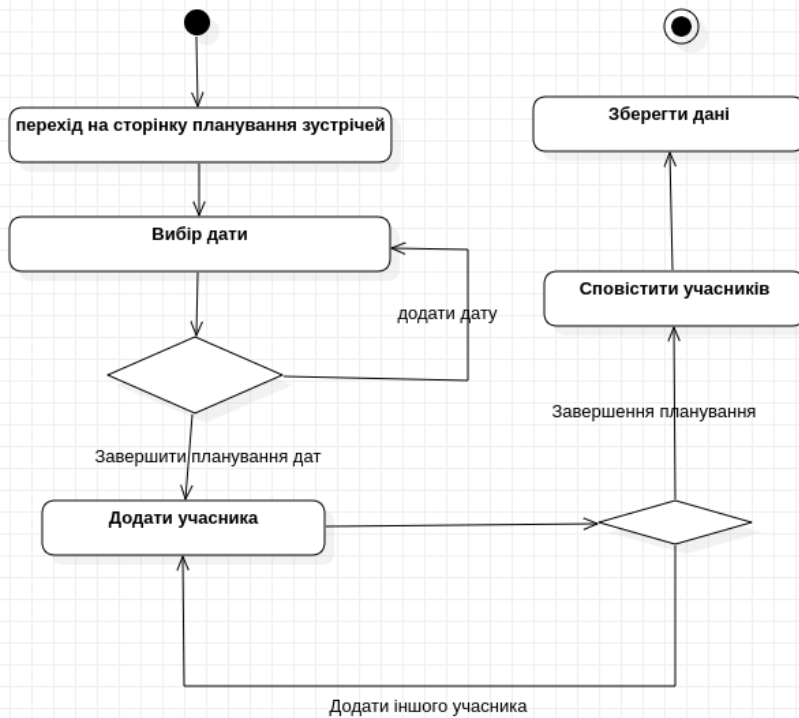 перехід на сторінку планування зустрічей
Вибір дати
додати дату
Завершити планування дат
Додати учасника
Додати іншого учасника
Завершення планування
Сповістити учасників
Зберегти дані